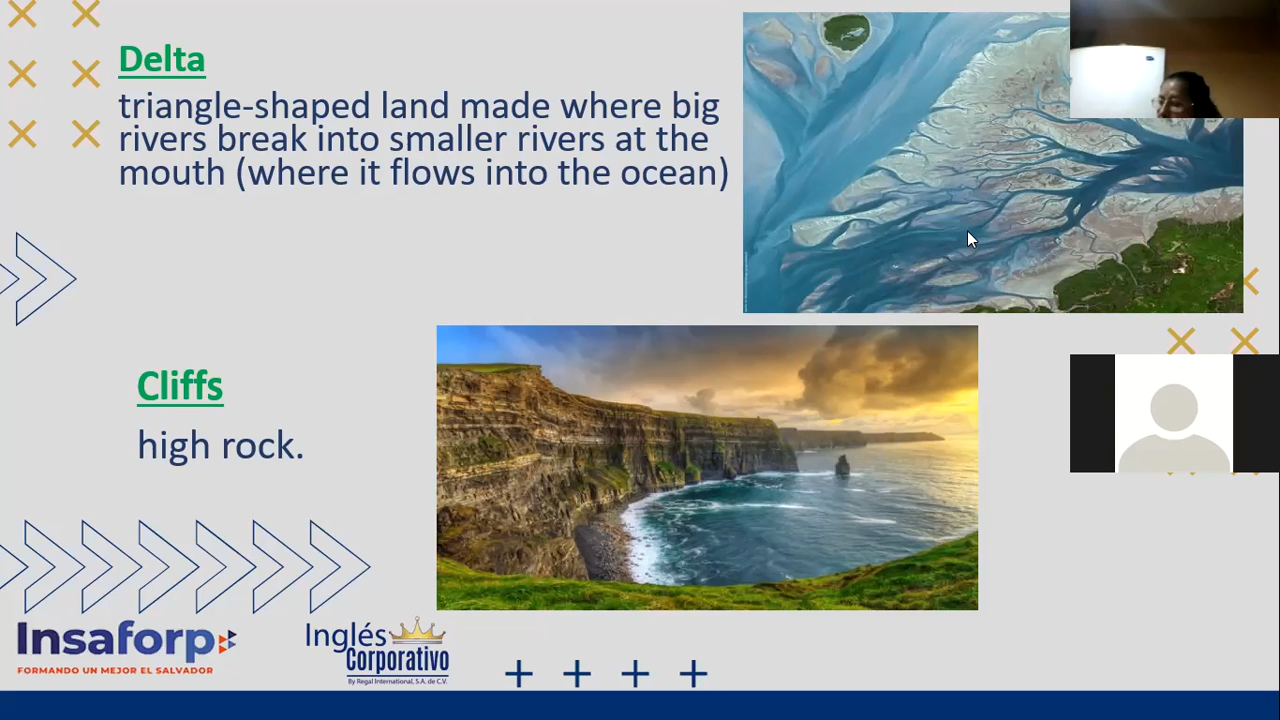 Delta
triangle-shaped land made where big
rivers break into smaller rivers at the
mouth (where it flows into the ocean)
Cliffs
high rock.
Insaforp
FORMANDO UN MEJOR EL SALVADOR
Inglés
Corporativo
By Regal International, S.A. de C.V.